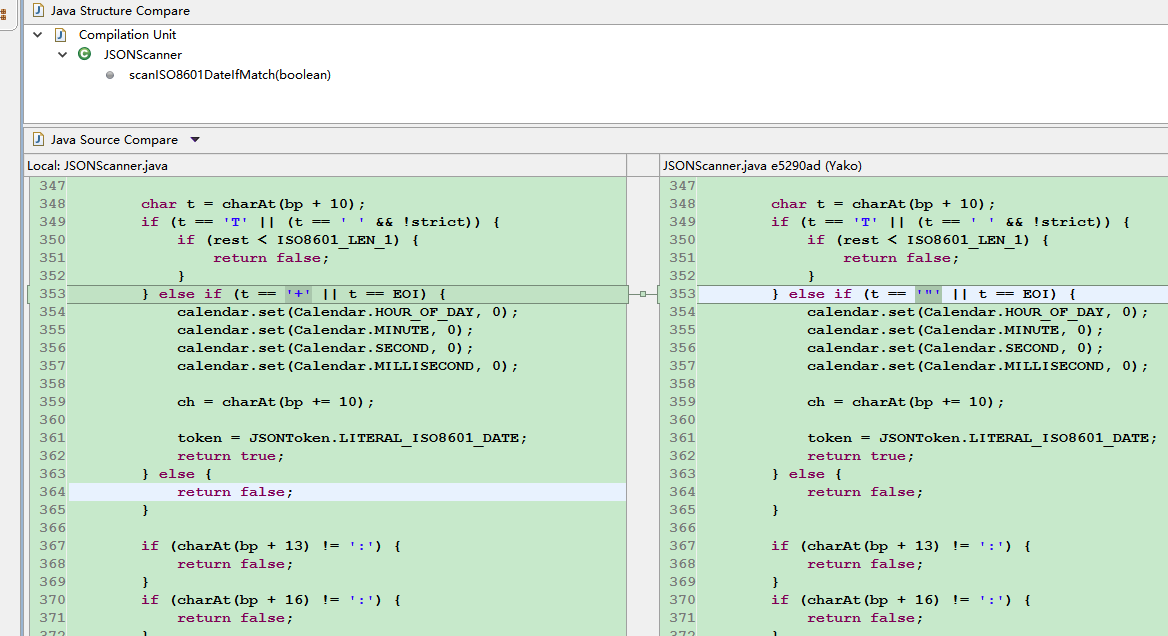 Java Structure Compare
Compilation Unit
JSONScanner
scanISO8601DateIfMatch(boolean)
Java Source Compare
Local: JSONScanner.java
347
348 char t = charAt(bp + 10);
349 if (t == 'T' || (t == ' ' && !strict)) {
350 if (rest < ISO8601_LEN_1) {
351 return false;
352 }
353 } else if (t == '+' || t == EOI) {
354 calendar.set(Calendar.HOUR_OF_DAY, 0);
355 calendar.set(Calendar.MINUTE, 0);
356 calendar.set(Calendar.SECOND, 0);
357 calendar.set(Calendar.MILLISECOND, 0);
358
359 ch = charAt(bp += 10);
360
361 token = JSONToken.LITERAL_ISO8601_DATE;
362 return true;
363 } else {
364 return false;
365 }
366
367 if (charAt(bp + 13) != ':') {
368 return false;
369 }
370 if (charAt(bp + 16) != ':') {
371 return false;
372 }
JSONScanner.java e5290ad (Yako)
347
348 char t = charAt(bp + 10);
349 if (t == 'T' || (t == ' ' && !strict)) {
350 if (rest < ISO8601_LEN_1) {
351 return false;
352 }
353 } else if (t == '"' || t == EOI) {
354 calendar.set(Calendar.HOUR_OF_DAY, 0);
355 calendar.set(Calendar.MINUTE, 0);
356 calendar.set(Calendar.SECOND, 0);
357 calendar.set(Calendar.MILLISECOND, 0);
358
359 ch = charAt(bp += 10);
360
361 token = JSONToken.LITERAL_ISO8601_DATE;
362 return true;
363 } else {
364 return false;
365 }
366
367 if (charAt(bp + 13) != ':') {
368 return false;
369 }
370 if (charAt(bp + 16) != ':') {
371 return false;
372 }